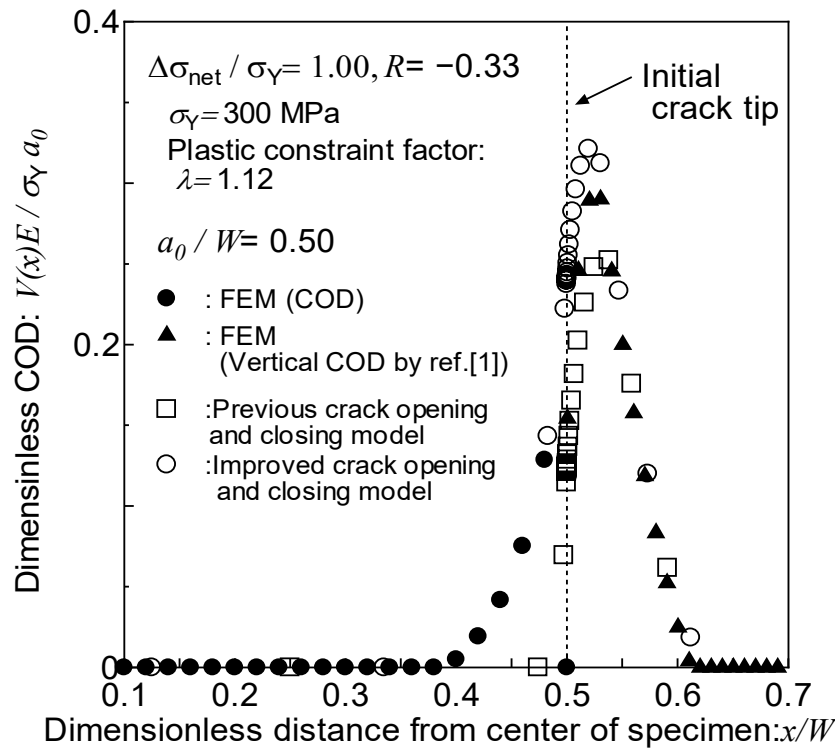 0.4
Δσnet / σY= 1.00, R= −0.33
σY=300 MPa
Plastic constraint factor:
λ=1.12
Initial
crack tip
a0 / W= 0.50
: FEM (COD)
: FEM
(Vertical COD by ref.[1])
:Previous crack opening
and closing model
:Improved crack opening
and closing model
Dimensinless COD: V(x)E / σY a0
0.2
0
0.1 0.2 0.3 0.4 0.5 0.6 0.7
Dimensionless distance from center of specimen:x/W